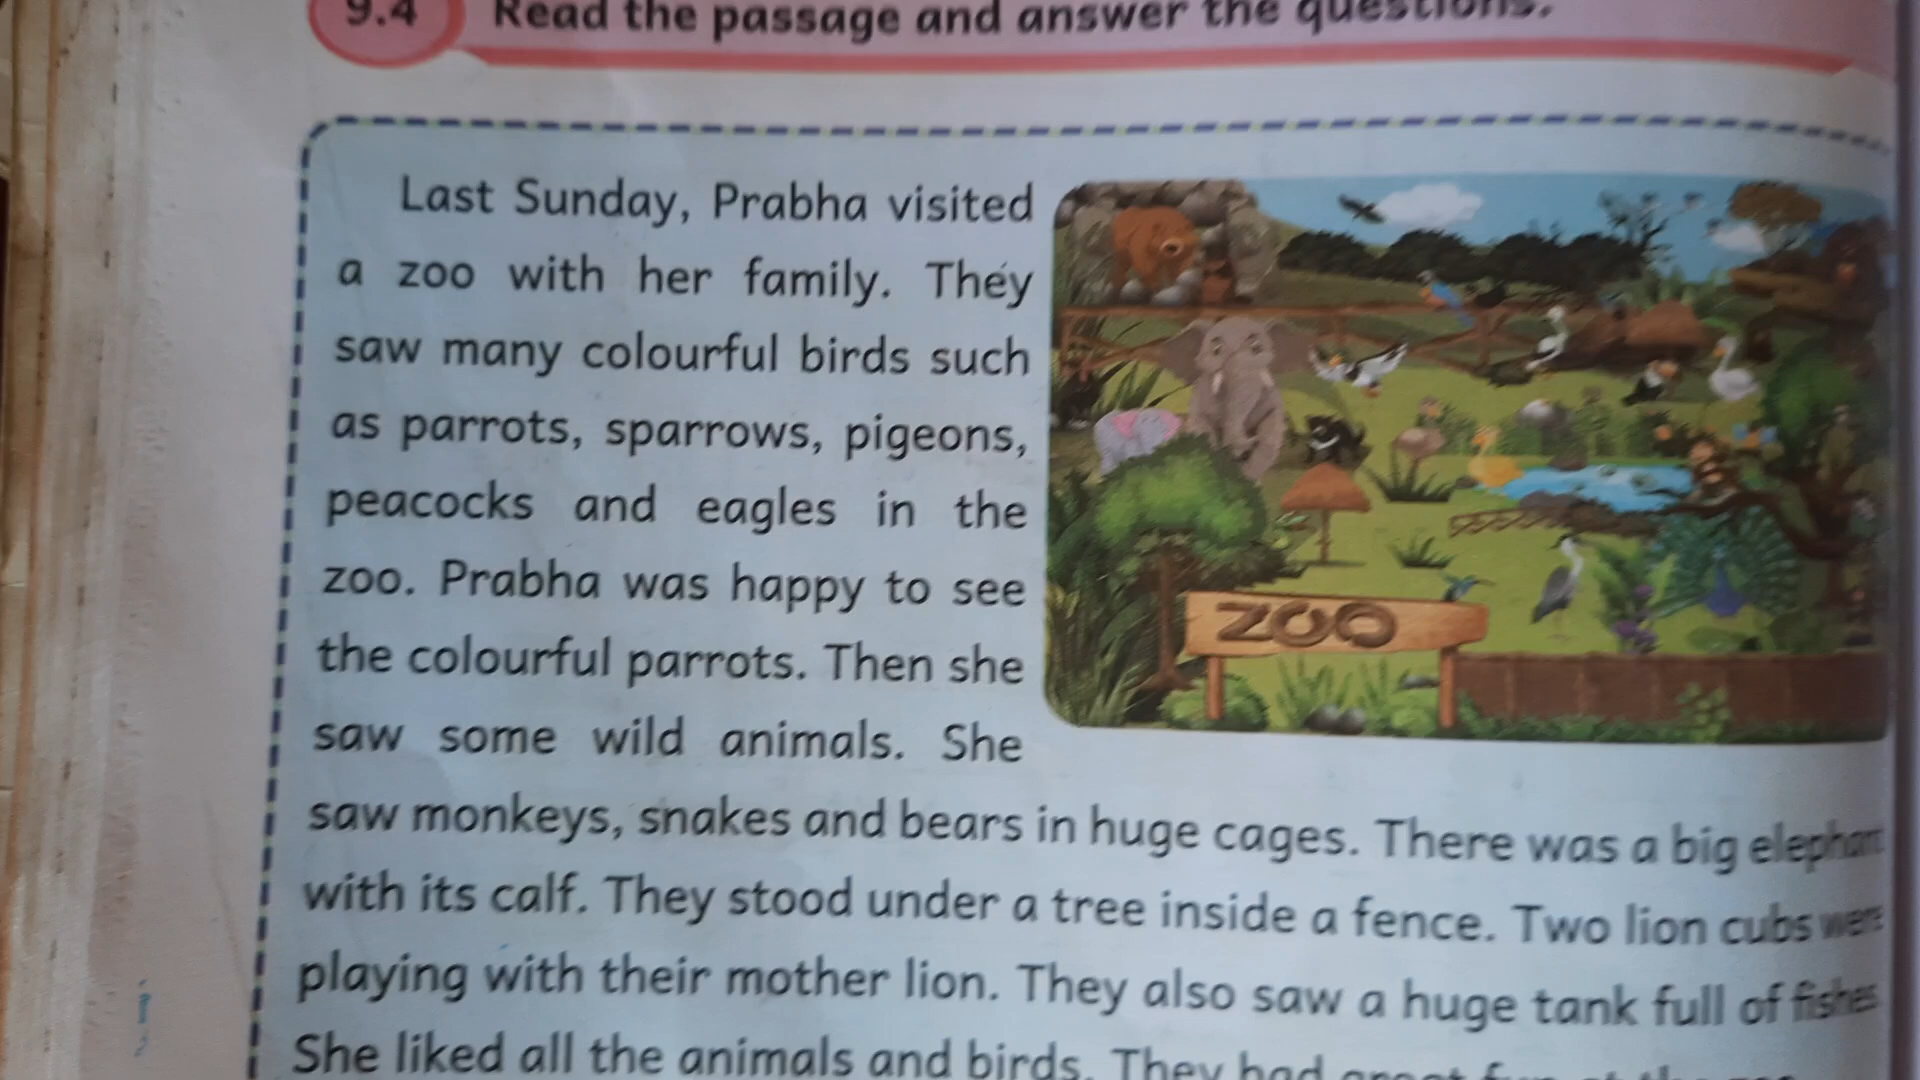 9.4 Read the passage and answer the questions.
Last Sunday, Prabha visited
a zoo with her family. They
saw many colourful birds such
as parrots, sparrows, pigeons,
peacocks and eagles in the
zoo. Prabha was happy to see
the colourful parrots. Then she
saw some wild animals. She
ZOO
saw monkeys, snakes and bears in huge cages. There was a big elephant
with its calf. They stood under a tree inside a fence. Two lion cubs were
playing with their mother lion. They also saw a huge tank full of fishes
She liked all the animals and birds. They had great fun at the zoo